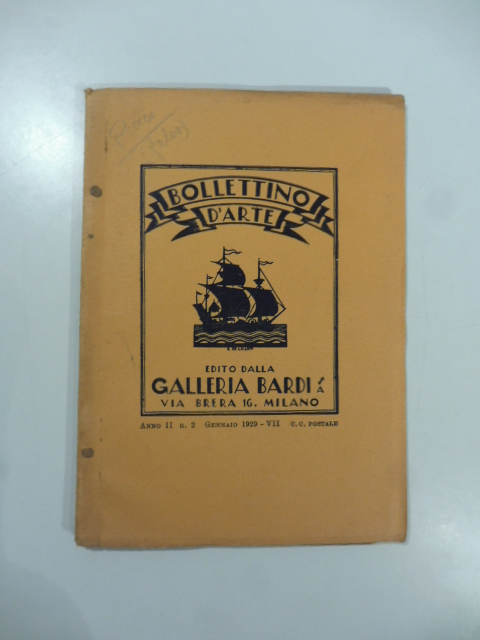 BOLLETTINO
D'ARTE
EDITO DALLA
GALLERIA BARDI S.A.
VIA BRERA 16. MILANO
ANNO II N. 2 GENNAIO 1929 - VII C. C. POSTALE